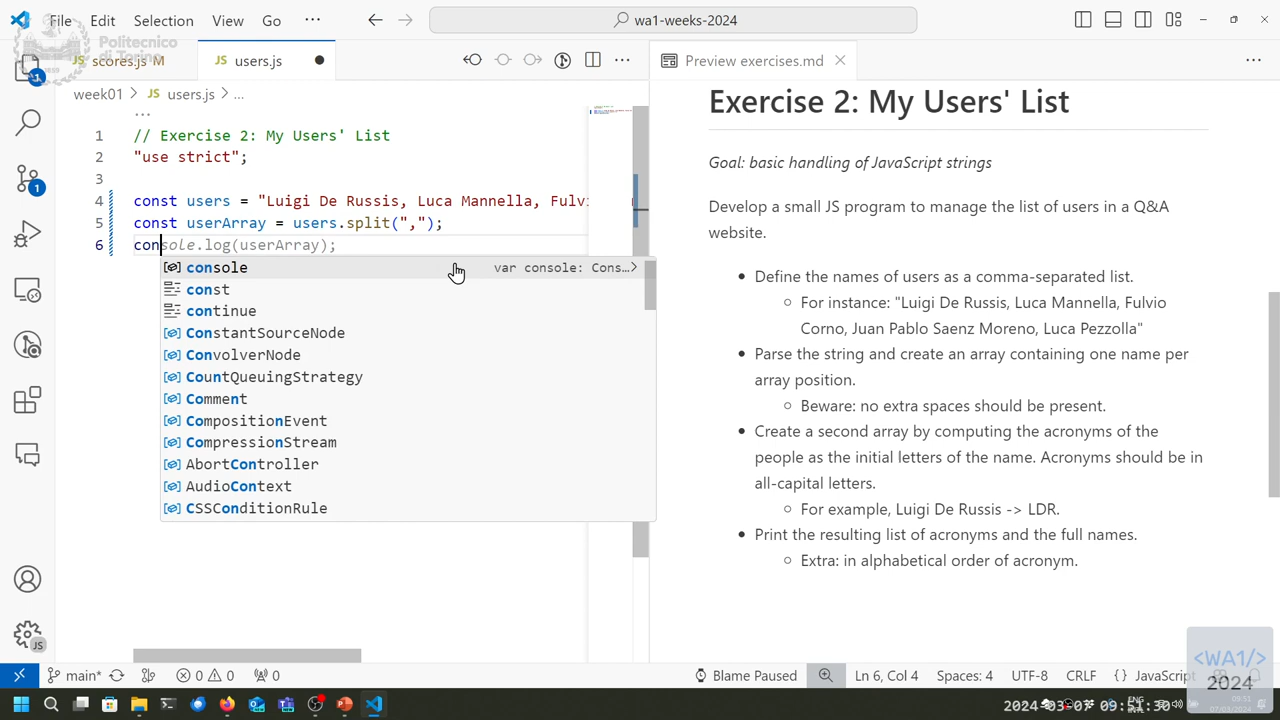 File Edit Selection View Go ··· wa1-weeks-2024
Politecnico
di Torino
scores.js M users.js Preview exercises.md
week01 > JS users.js > ...
1 // Exercise 2: My Users' List
2 "use strict";
3
4 const users = "Luigi De Russis, Luca Mannella, Fulvi
5 const userArray = users.split(",");
6 console.log(userArray);
console var console: Cons...
const
continue
ConstantSourceNode
ConvolverNode
CountQueuingStrategy
Comment
CompositionEvent
CompressionStream
AbortController
AudioContext
CSSConditionRule
Exercise 2: My Users' List
Goal: basic handling of JavaScript strings
Develop a small JS program to manage the list of users in a Q&A
website.
• Define the names of users as a comma-separated list.
○ For instance: "Luigi De Russis, Luca Mannella, Fulvio
Corno, Juan Pablo Saenz Moreno, Luca Pezzolla"
• Parse the string and create an array containing one name per
array position.
○ Beware: no extra spaces should be present.
• Create a second array by computing the acronyms of the
people as the initial letters of the name. Acronyms should be in
all-capital letters.
○ For example, Luigi De Russis -> LDR.
• Print the resulting list of acronyms and the full names.
○ Extra: in alphabetical order of acronym.
main* 0 0 0 Blame Paused Ln 6, Col 4 Spaces: 4 UTF-8 CRLF { } JavaScript
<WA1/>
2024
2024-03-07 09:51:30